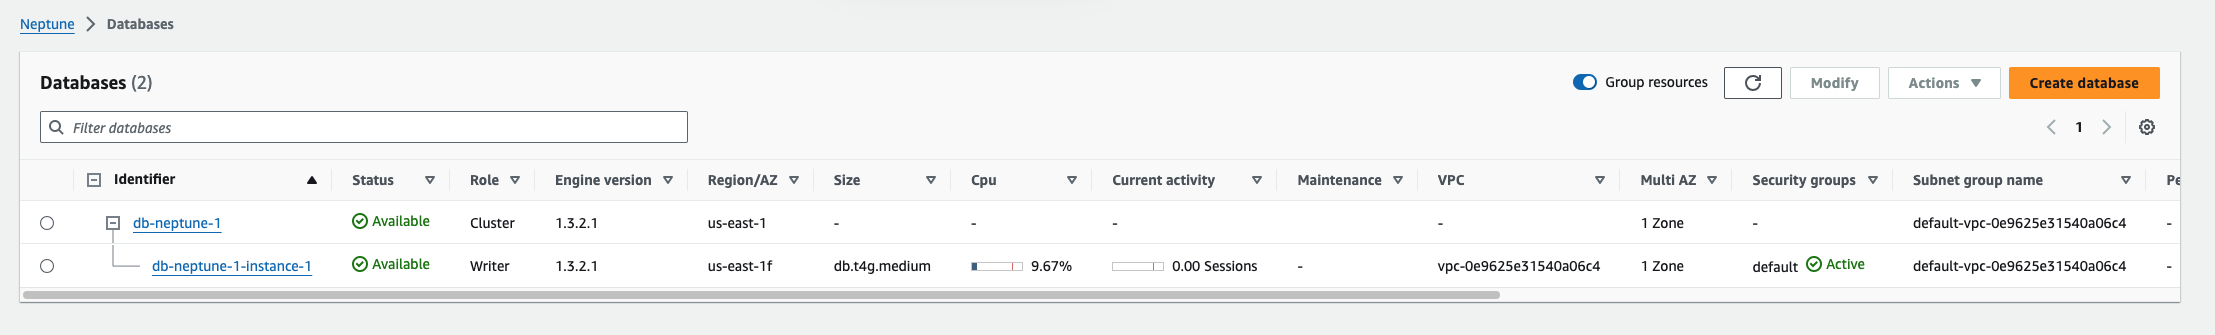 Neptune > Databases
Databases (2)
Group resources
Modify
Actions
Create database
Filter databases
1
Identifier Status Role Engine version Region/AZ Size Cpu Current activity Maintenance VPC Multi AZ Security groups Subnet group name Pe
db-neptune-1 Available Cluster 1.3.2.1 us-east-1 - - - - 1 Zone - default-vpc-0e9625e31540a06c4 -
db-neptune-1-instance-1 Available Writer 1.3.2.1 us-east-1f db.t4g.medium 9.67% 0.00 Sessions - vpc-0e9625e31540a06c4 1 Zone default Active default-vpc-0e9625e31540a06c4 -